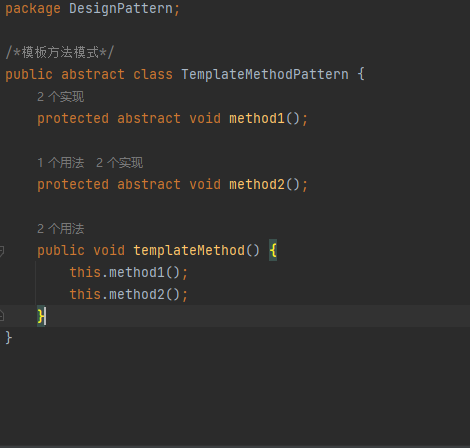 package DesignPattern;
/*模板方法模式*/
public abstract class TemplateMethodPattern {
2 个实现
protected abstract void method1();
1 个用法 2 个实现
protected abstract void method2();
2 个用法
public void templateMethod() {
this.method1();
this.method2();
}
}